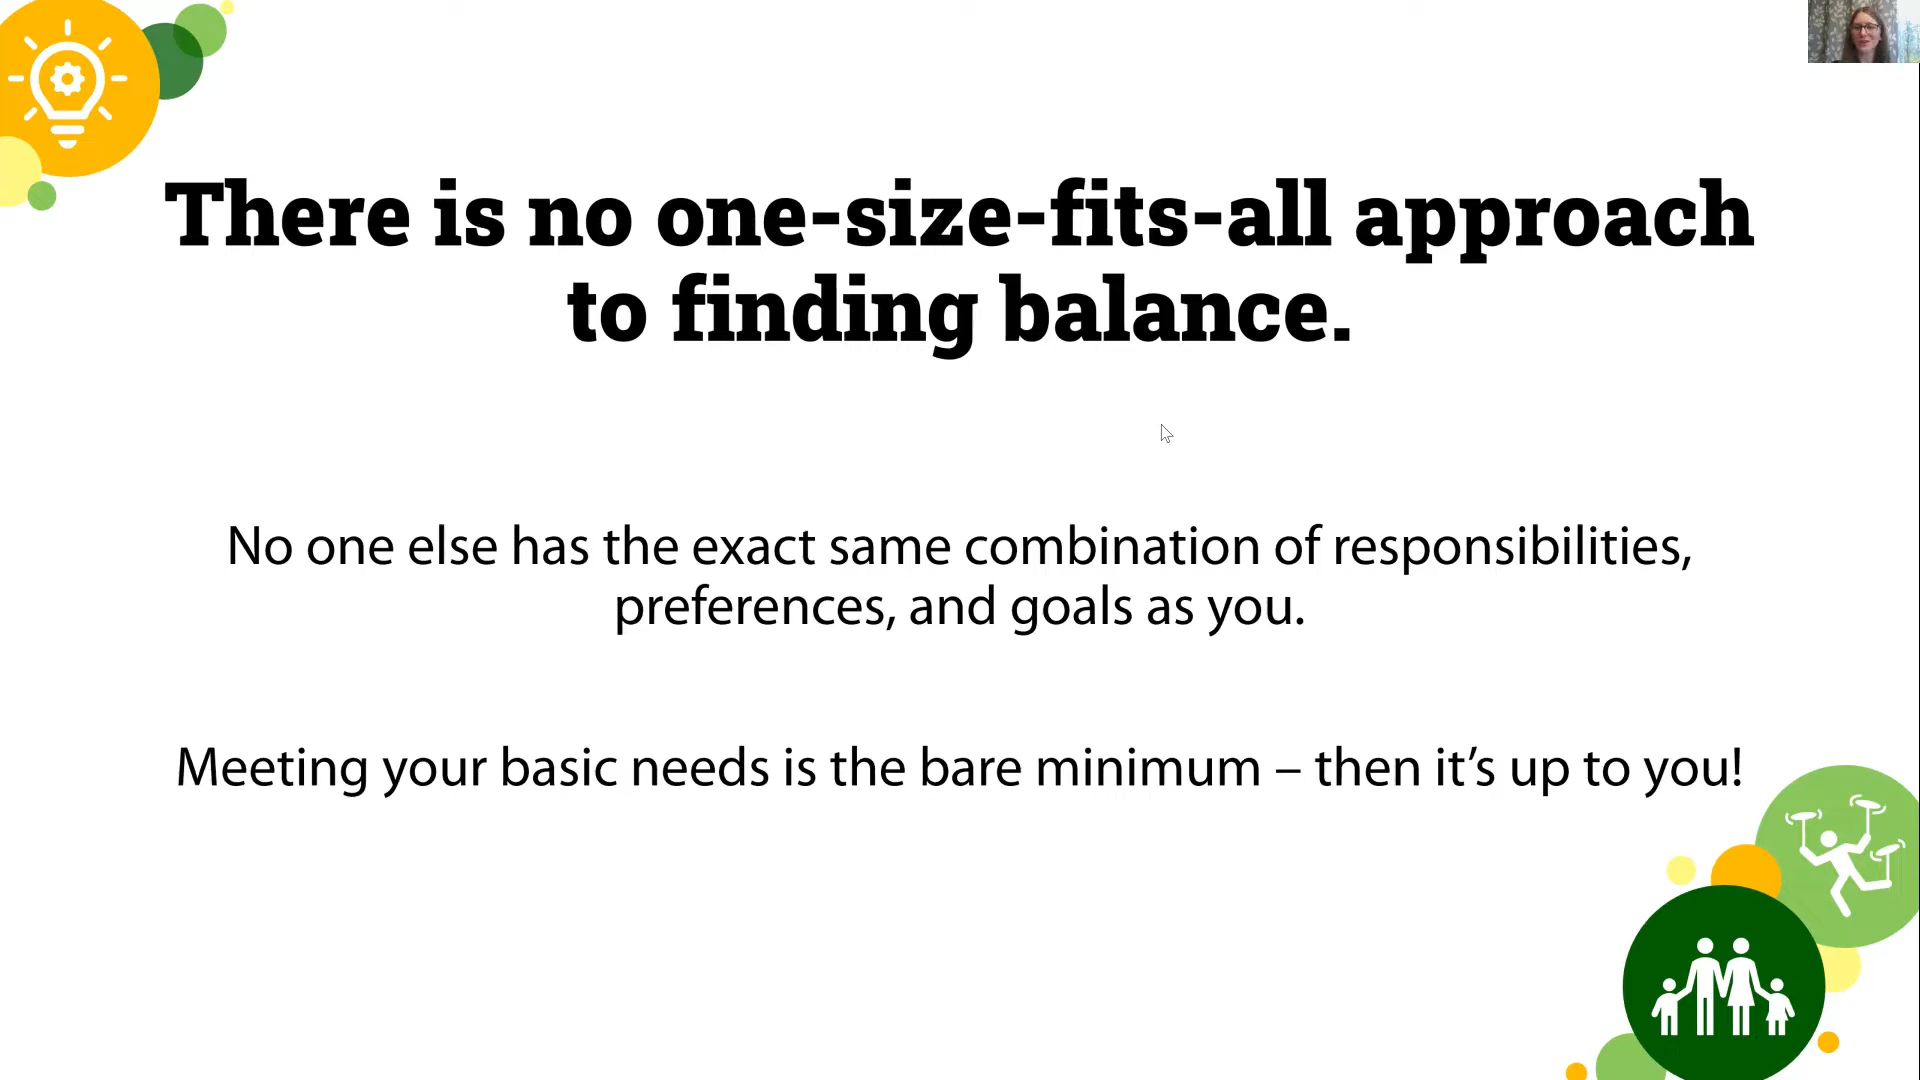 There is no one-size-fits-all approach
to finding balance.
No one else has the exact same combination of responsibilities,
preferences, and goals as you.
Meeting your basic needs is the bare minimum – then it’s up to you!